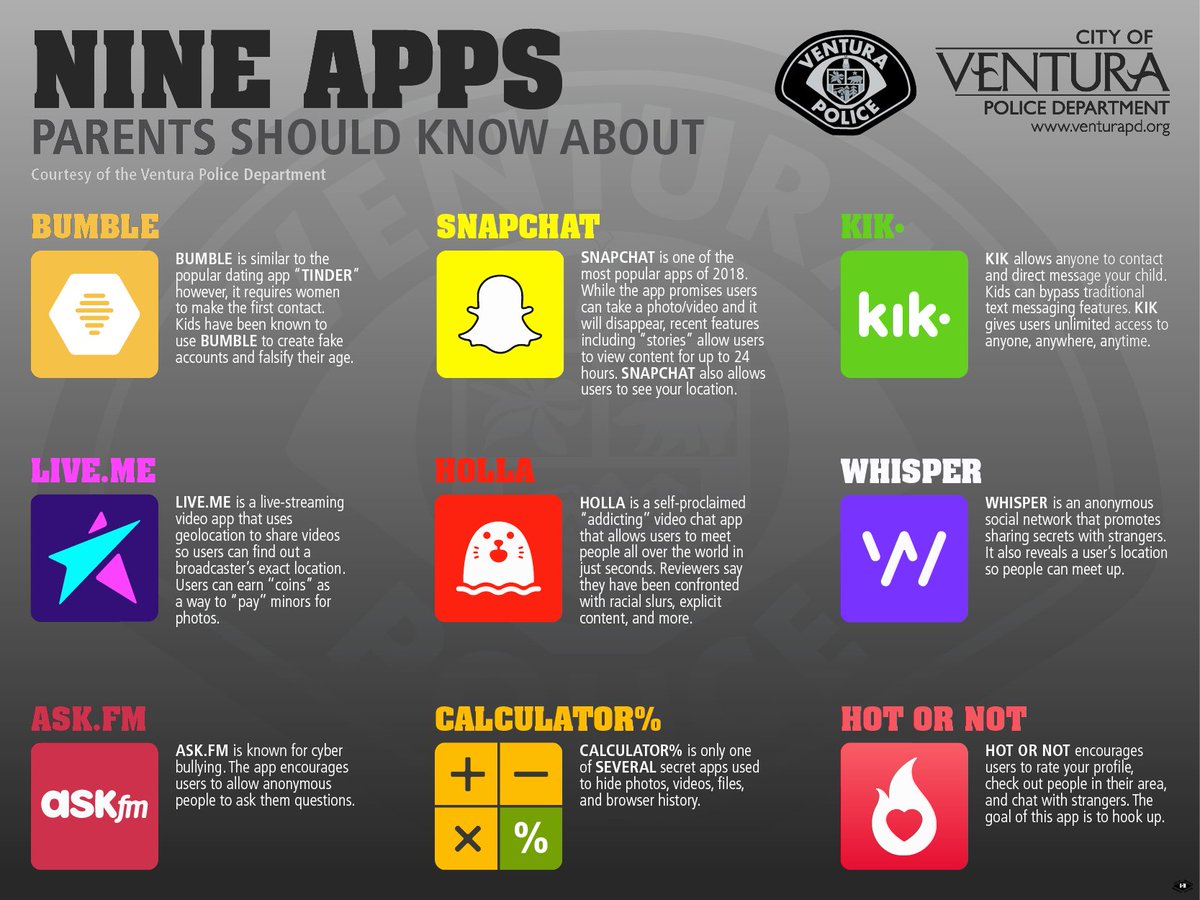 NINE APPS
PARENTS SHOULD KNOW ABOUT
Courtesy of the Ventura Police Department
VENTURA
POLICE
CITY OF
VENTURA
POLICE DEPARTMENT
www.venturapd.org
BUMBLE
BUMBLE is similar to the
popular dating app "TINDER"
however, it requires women
to make the first contact.
Kids have been known to
use BUMBLE to create fake
accounts and falsify their age.
SNAPCHAT
SNAPCHAT is one of the
most popular apps of 2018.
While the app promises users
can take a photo/video and it
will disappear, recent features
including "stories" allow users
to view content for up to 24
hours. SNAPCHAT also allows
users to see your location.
KIK•
kik•
KIK allows anyone to contact
and direct message your child.
Kids can bypass traditional
text messaging features. KIK
gives users unlimited access to
anyone, anywhere, anytime.
LIVE.ME
LIVE.ME is a live-streaming
video app that uses
geolocation to share videos
so users can find out a
broadcaster's exact location.
Users can earn "coins" as
a way to "pay" minors for
photos.
HOLLA
HOLLA is a self-proclaimed
"addicting" video chat app
that allows users to meet
people all over the world in
just seconds. Reviewers say
they have been confronted
with racial slurs, explicit
content, and more.
WHISPER
WHISPER is an anonymous
social network that promotes
sharing secrets with strangers.
It also reveals a user's location
so people can meet up.
ASK.FM
ASKfm
ASK.FM is known for cyber
bullying. The app encourages
users to allow anonymous
people to ask them questions.
CALCULATOR%
+ −
× %
CALCULATOR% is only one
of SEVERAL secret apps used
to hide photos, videos, files,
and browser history.
HOT OR NOT
HOT OR NOT encourages
users to rate your profile,
check out people in their area,
and chat with strangers. The
goal of this app is to hook up.
VENTURA
POLICE